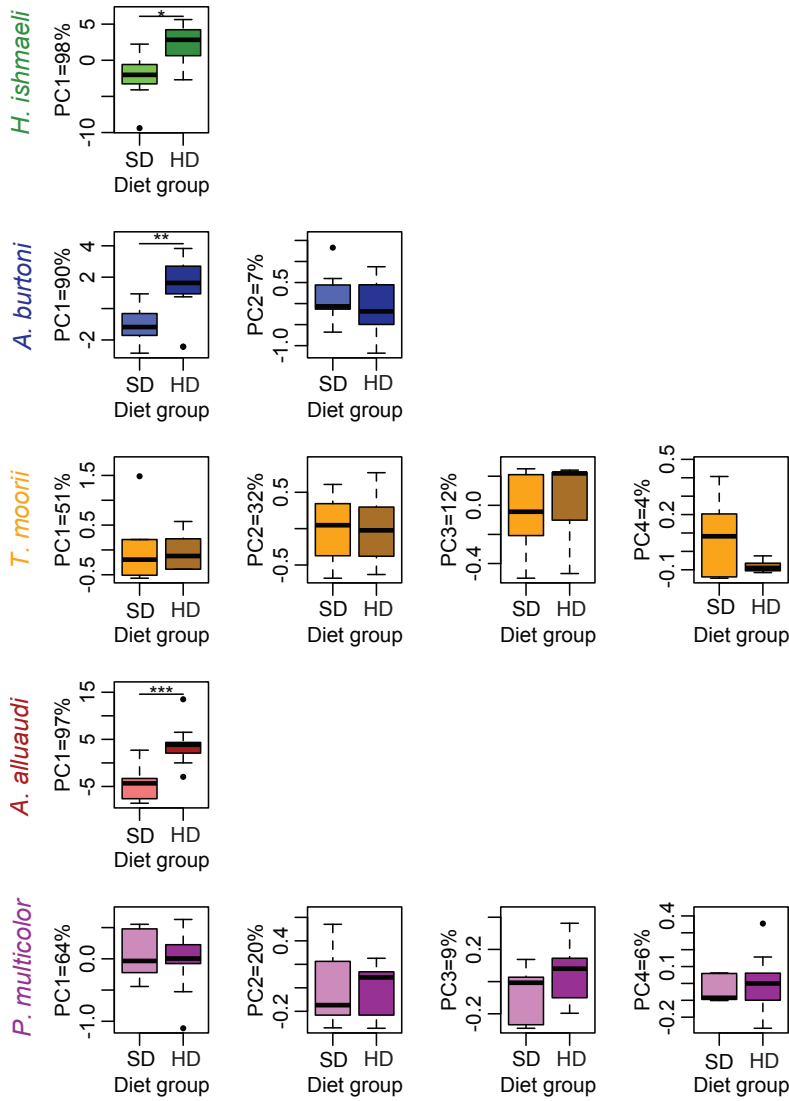 H. ishmaeli
PC1=98%
5
0
-10
*
SD HD
Diet group
A. burtoni
PC1=90%
4
2
-2
**
SD HD
Diet group
PC2=7%
0.5
-1.0
SD HD
Diet group
T. moorii
PC1=51%
1.5
0.5
-0.5
SD HD
Diet group
PC2=32%
0.5
-0.5
SD HD
Diet group
PC3=12%
0.0
-0.4
SD HD
Diet group
PC4=4%
0.5
-0.1
SD HD
Diet group
A. alluaudi
PC1=97%
15
5
-5
***
SD HD
Diet group
P. multicolor
PC1=64%
0.0
-1.0
SD HD
Diet group
PC2=20%
0.4
-0.2
SD HD
Diet group
PC3=9%
0.2
-0.2
SD HD
Diet group
PC4=6%
0.4
0.1
-0.2
SD HD
Diet group